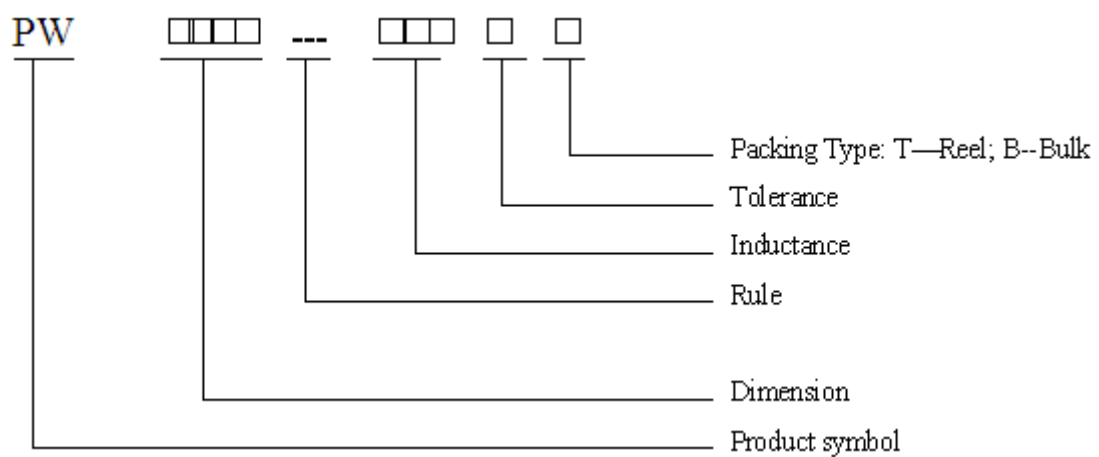 PW □□□□ --- □□□ □ □
Packing Type: T—Reel; B--Bulk
Tolerance
Inductance
Rule
Dimension
Product symbol